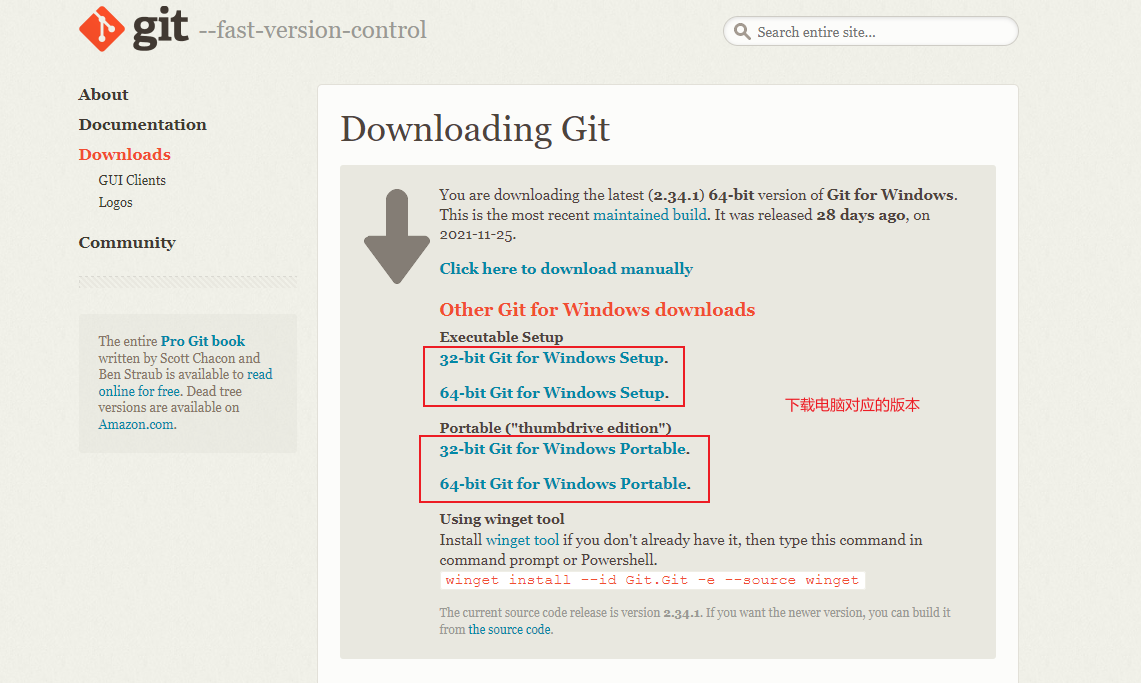 git --fast-version-control
Search entire site...
About
Documentation
Downloads
GUI Clients
Logos
Community
The entire Pro Git book
written by Scott Chacon and
Ben Straub is available to read
online for free. Dead tree
versions are available on
Amazon.com.
Downloading Git
You are downloading the latest (2.34.1) 64-bit version of Git for Windows.
This is the most recent maintained build. It was released 28 days ago, on
2021-11-25.
Click here to download manually
Other Git for Windows downloads
Executable Setup
32-bit Git for Windows Setup.
64-bit Git for Windows Setup.
下载电脑对应的版本
Portable ("thumbdrive edition")
32-bit Git for Windows Portable.
64-bit Git for Windows Portable.
Using winget tool
Install winget tool if you don't already have it, then type this command in
command prompt or Powershell.
winget install --id Git.Git -e --source winget
The current source code release is version 2.34.1. If you want the newer version, you can build it
from the source code.